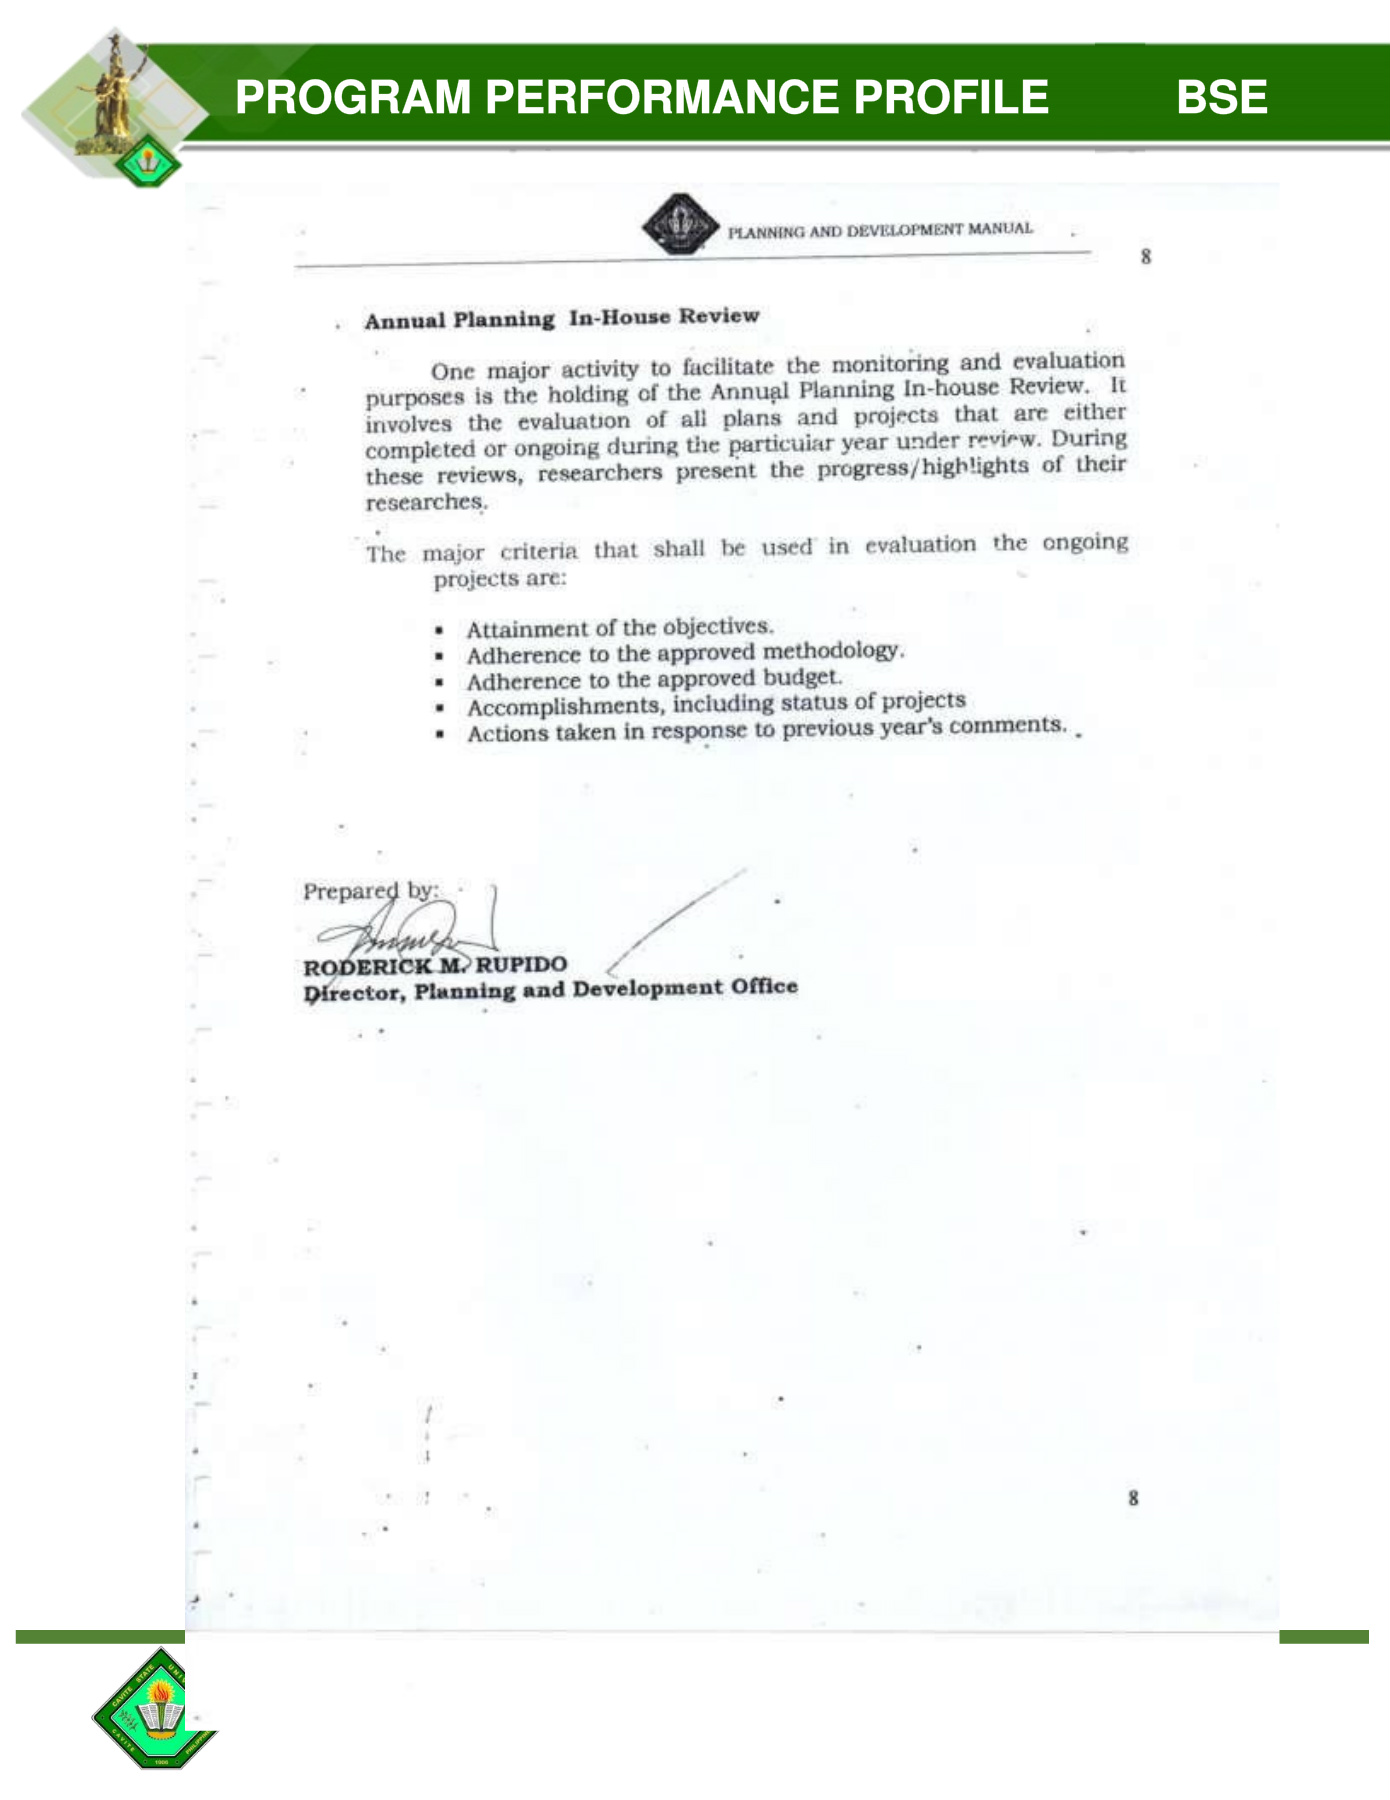 PROGRAM PERFORMANCE PROFILE BSE
PLANNING AND DEVELOPMENT MANUAL
8
Annual Planning In-House Review
One major activity to facilitate the monitoring and evaluation
purposes is the holding of the Annual Planning In-house Review. It
involves the evaluation of all plans and projects that are either
completed or ongoing during the particular year under review. During
these reviews, researchers present the progress/highlights of their
researches.
The major criteria that shall be used in evaluation the ongoing
projects are:
▪ Attainment of the objectives.
▪ Adherence to the approved methodology.
▪ Adherence to the approved budget.
▪ Accomplishments, including status of projects
▪ Actions taken in response to previous year's comments.
Prepared by:
RODERICK M. RUPIDO
Director, Planning and Development Office
8
CAVITE STATE
CAVITE
1906